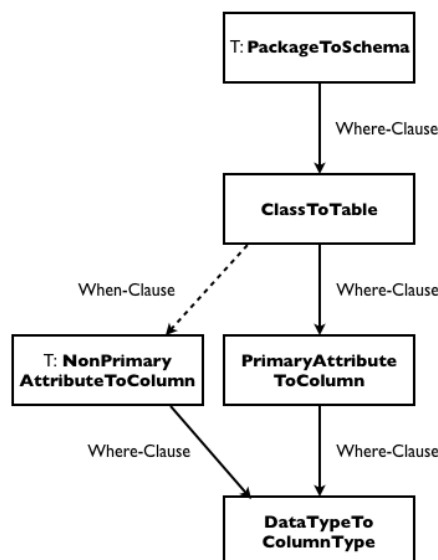 T: PackageToSchema
Where-Clause
ClassToTable
When-Clause
Where-Clause
T: NonPrimary
AttributeToColumn
PrimaryAttribute
ToColumn
Where-Clause
Where-Clause
DataTypeTo
ColumnType